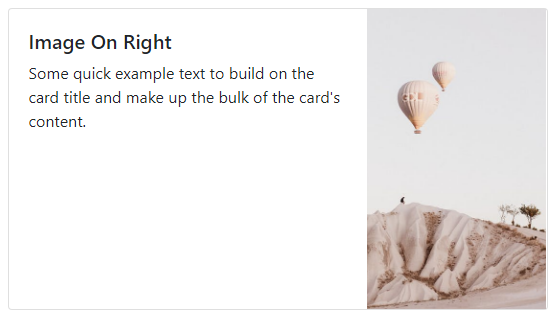 Image On Right
Some quick example text to build on the
card title and make up the bulk of the card's
content.